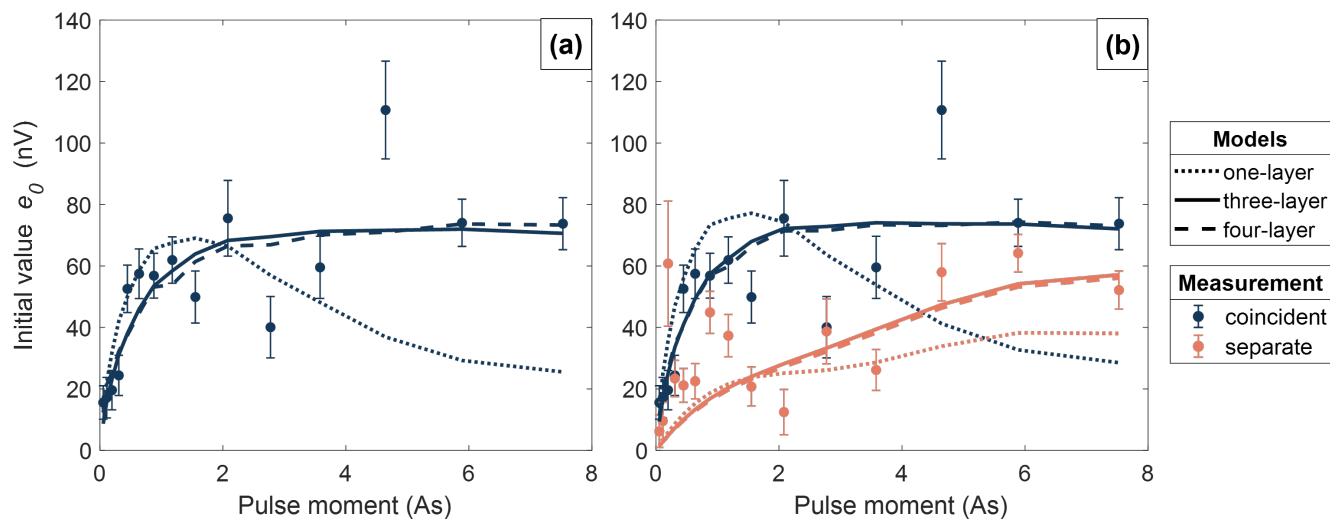 (a)
140
120
100
80
60
40
20
0
0 2 4 6 8
Initial value e0 (nV)
Pulse moment (As)
(b)
140
120
100
80
60
40
20
0
0 2 4 6 8
Pulse moment (As)
Models
one-layer
three-layer
four-layer
Measurement
coincident
separate